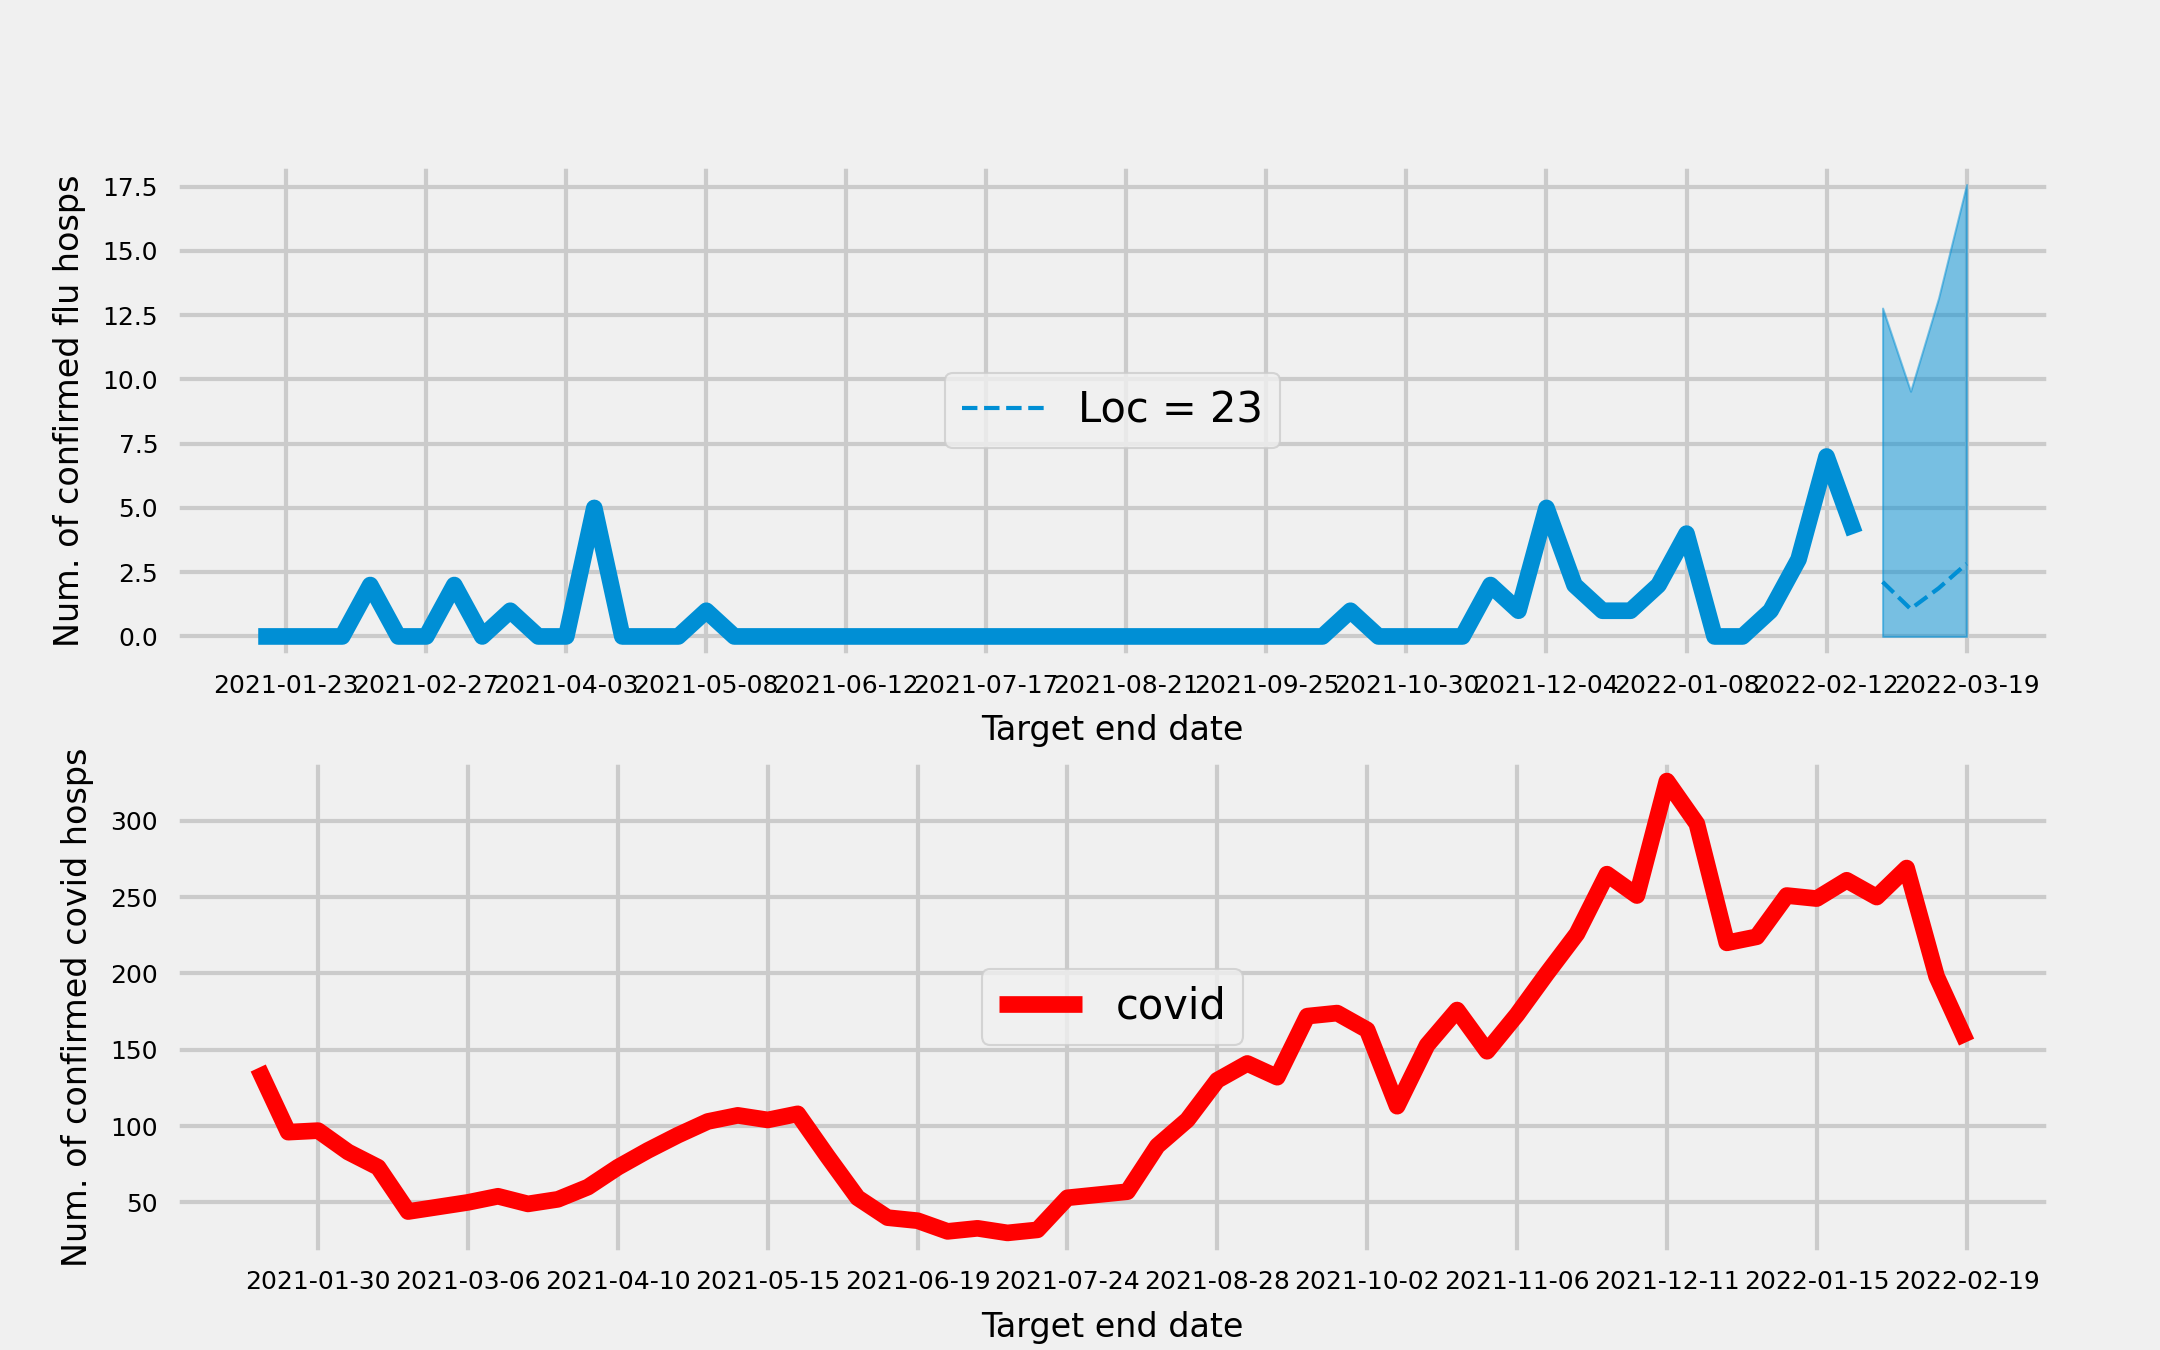 Num. of confirmed flu hosps
17.5
15.0
12.5
10.0
7.5
5.0
2.5
0.0
Loc = 23
2021-01-23 2021-02-27 2021-04-03 2021-05-08 2021-06-12 2021-07-17 2021-08-21 2021-09-25 2021-10-30 2021-12-04 2022-01-08 2022-02-12 2022-03-19
Target end date
Num. of confirmed covid hosps
300
250
200
150
100
50
covid
2021-01-30 2021-03-06 2021-04-10 2021-05-15 2021-06-19 2021-07-24 2021-08-28 2021-10-02 2021-11-06 2021-12-11 2022-01-15 2022-02-19
Target end date